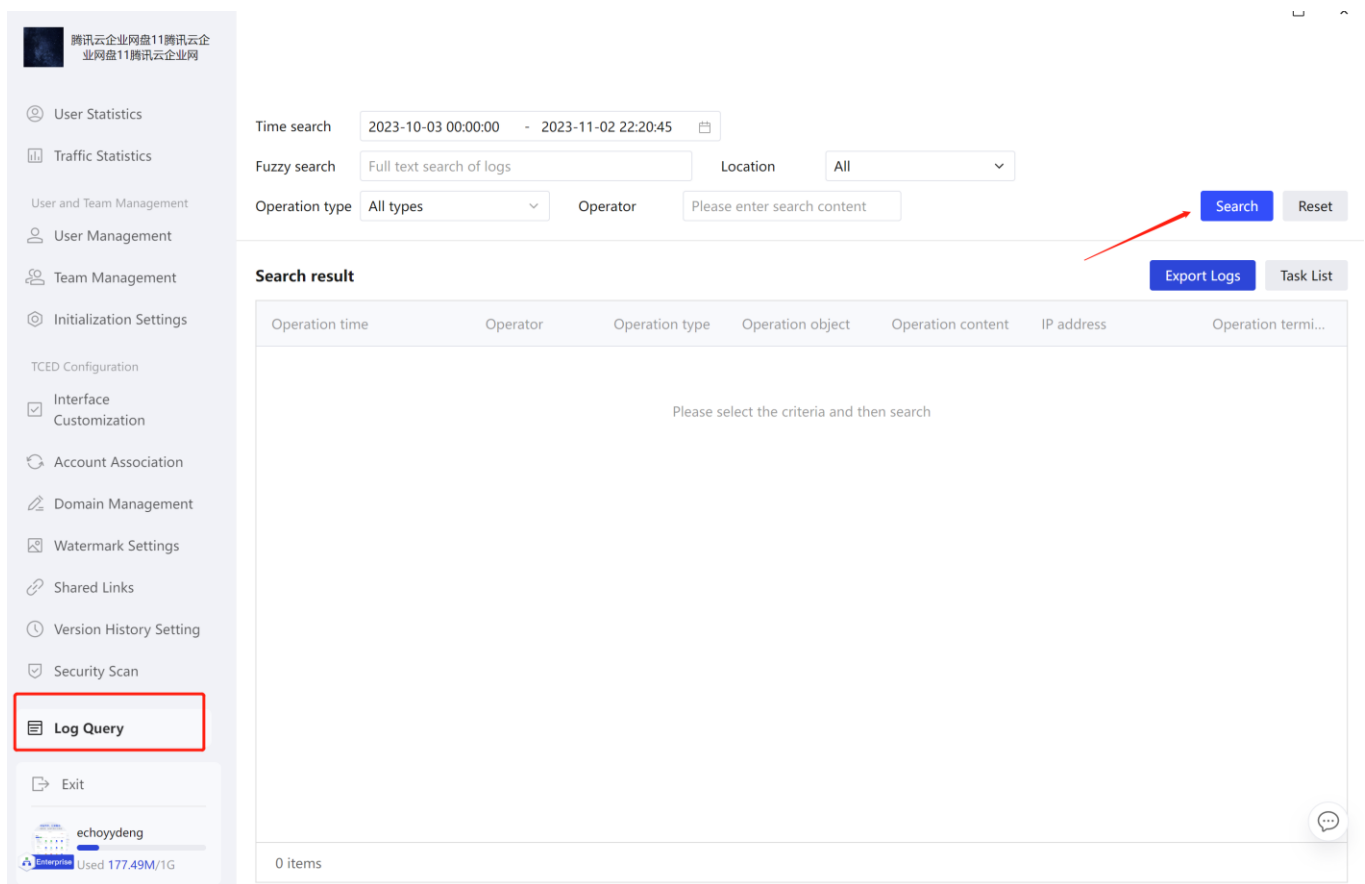 腾讯云企业网盘11腾讯云企
业网盘11腾讯云企业网
User Statistics
Traffic Statistics
User and Team Management
User Management
Team Management
Initialization Settings
TCED Configuration
Interface
Customization
Account Association
Domain Management
Watermark Settings
Shared Links
Version History Setting
Security Scan
Log Query
Exit
echoyydeng
Enterprise
Used 177.49M/1G
Time search 2023-10-03 00:00:00 - 2023-11-02 22:20:45
Fuzzy search Full text search of logs Location All
Operation type All types Operator Please enter search content Search Reset
Search result Export Logs Task List
Operation time Operator Operation type Operation object Operation content IP address Operation termi...
Please select the criteria and then search
0 items